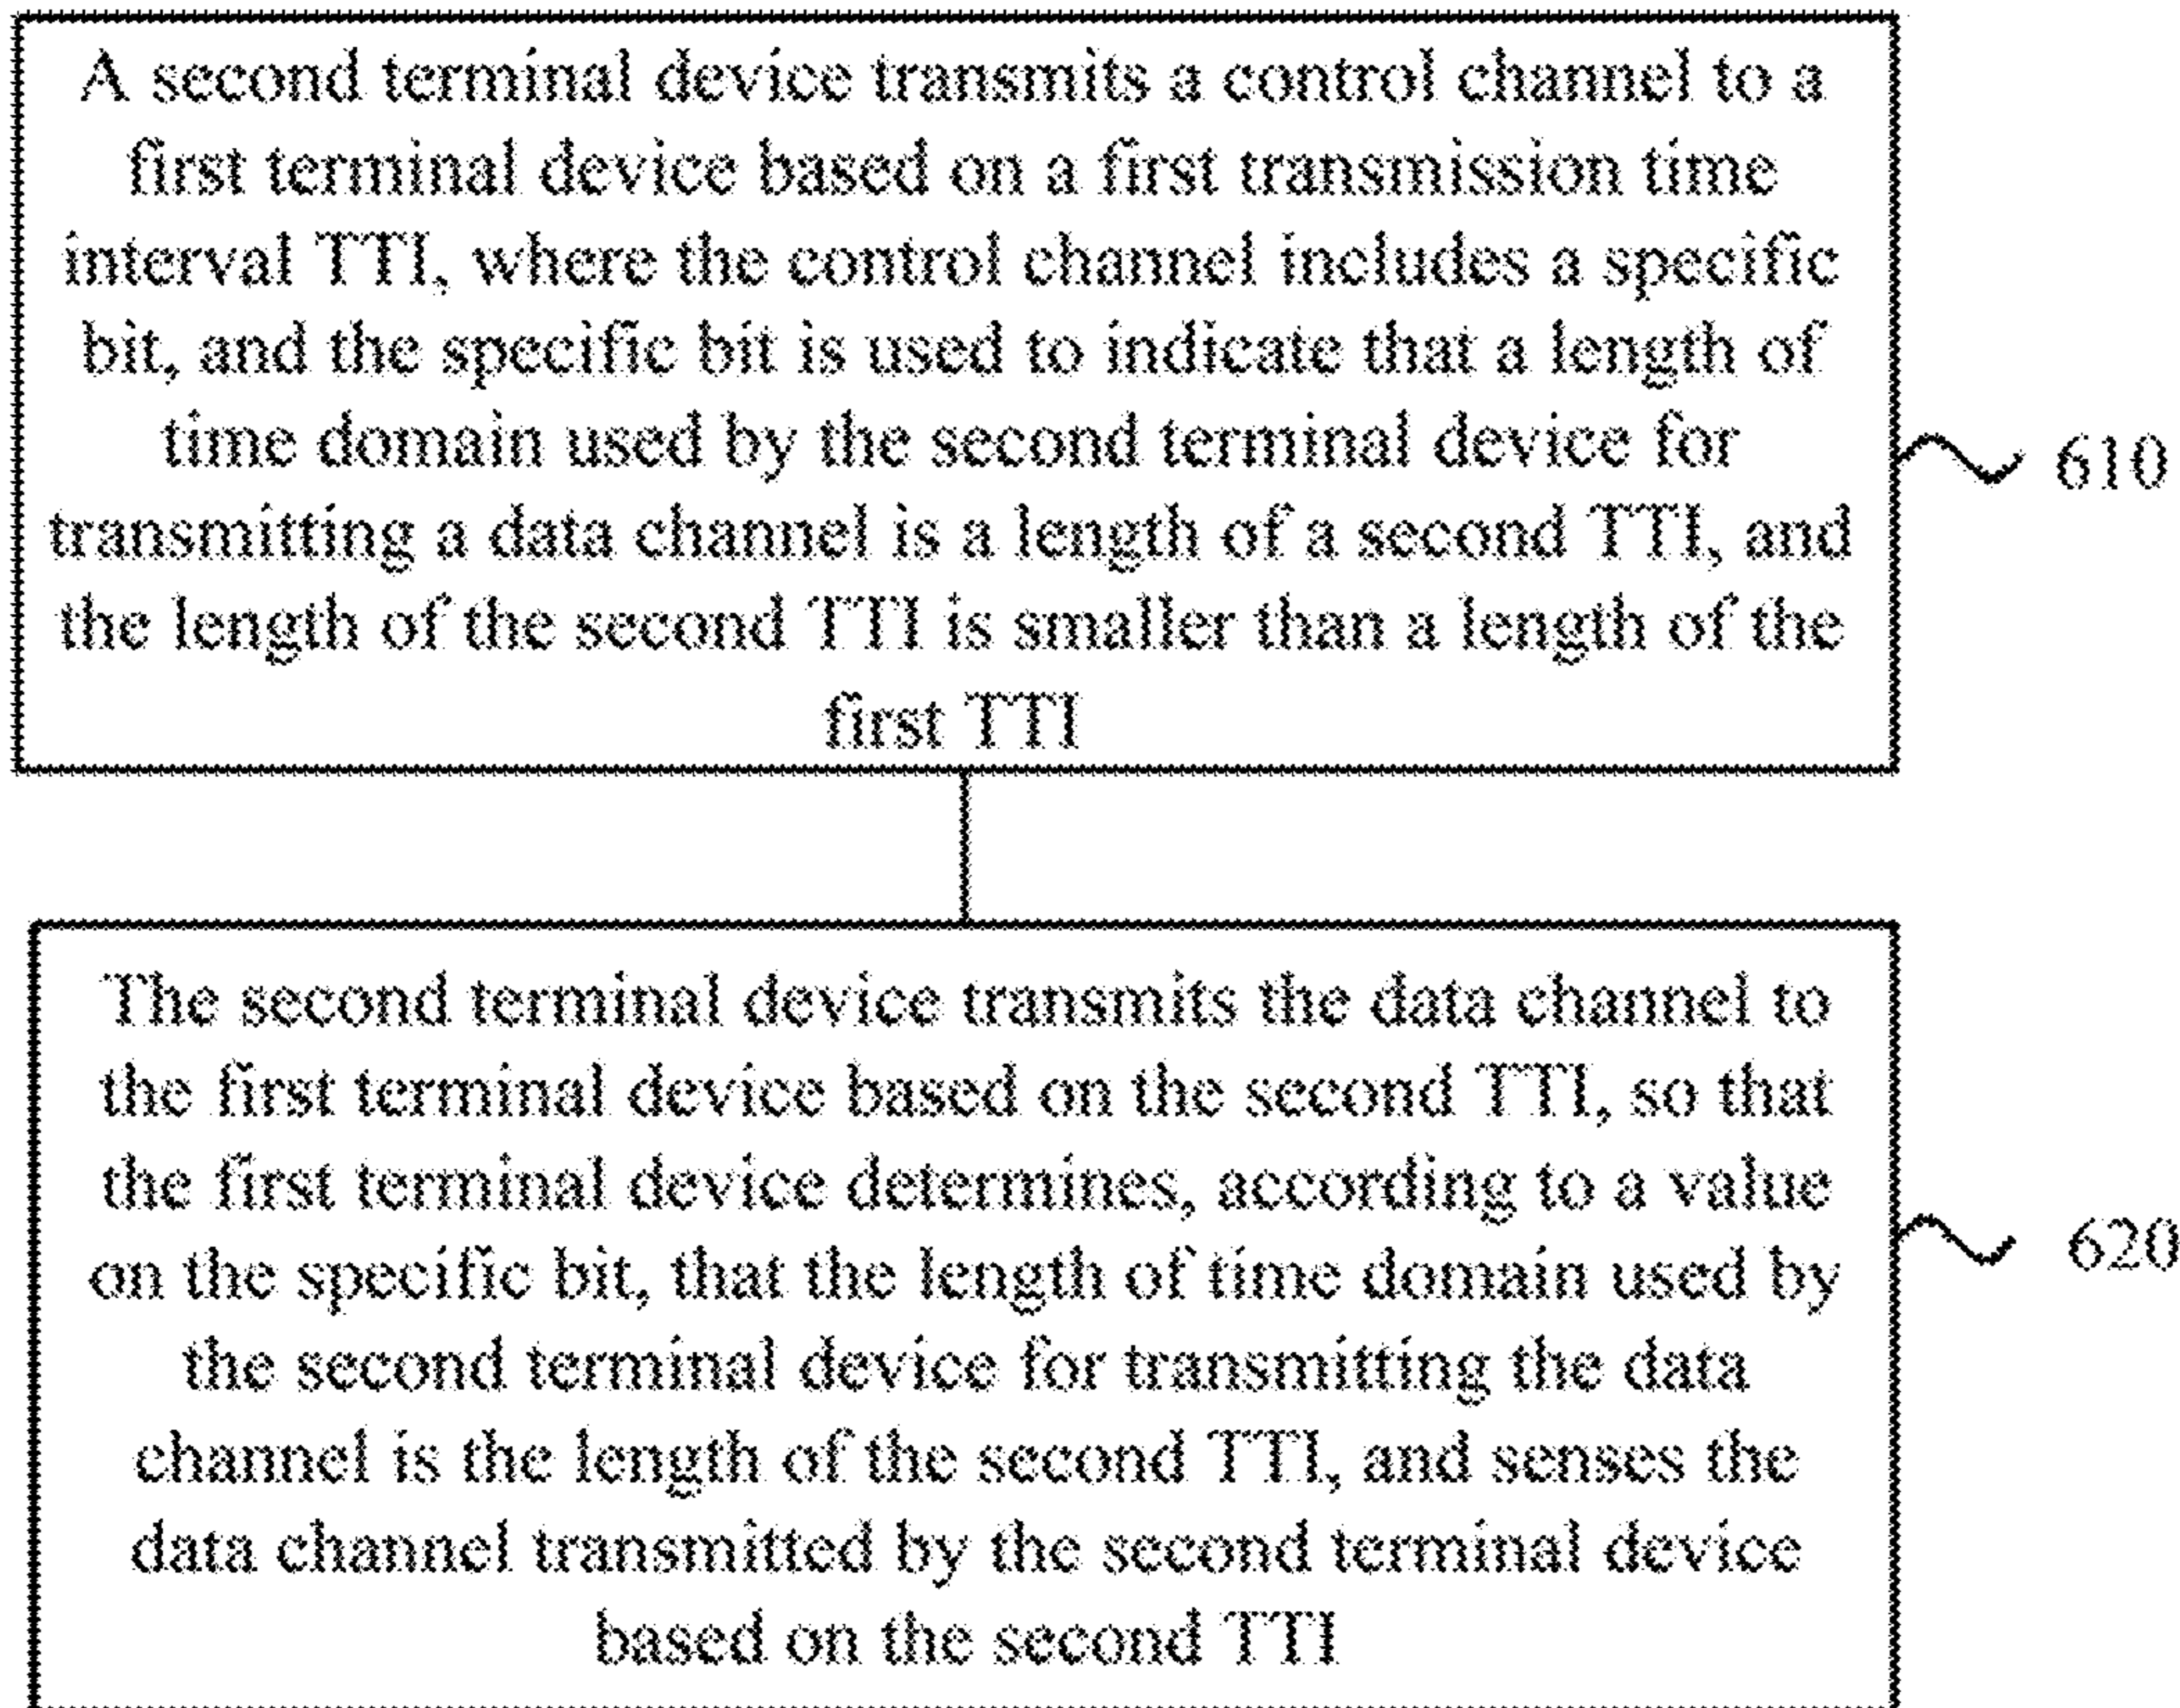 A second terminal device transmits a control channel to a
first terminal device based on a first transmission time
interval TTI, where the control channel includes a specific
bit, and the specific bit is used to indicate that a length of
time domain used by the second terminal device for
transmitting a data channel is a length of a second TTI, and
the length of the second TTI is smaller than a length of the
first TTI
610
The second terminal device transmits the data channel to
the first terminal device based on the second TTI, so that
the first terminal device determines, according to a value
on the specific bit, that the length of time domain used by
the second terminal device for transmitting the data
channel is the length of the second TTI, and senses the
data channel transmitted by the second terminal device
based on the second TTI
620